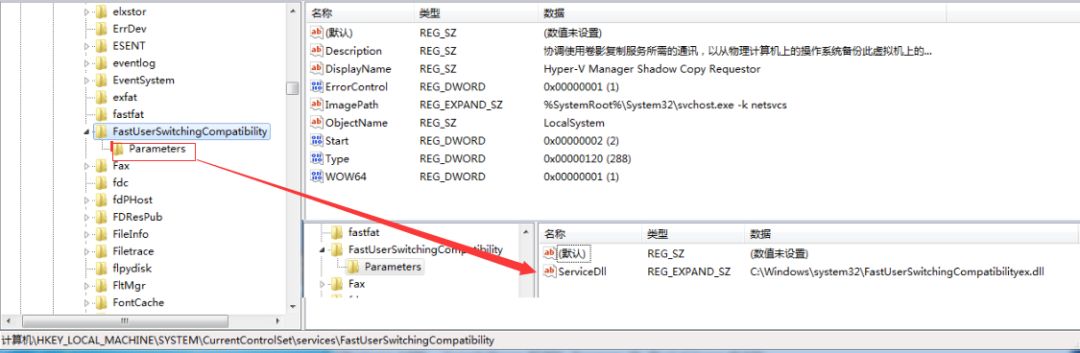 elxstor
ErrDev
ESENT
eventlog
EventSystem
exfat
fastfat
FastUserSwitchingCompatibility
Parameters
Fax
fdc
fdPHost
FDResPub
FileInfo
Filetrace
flpydisk
FltMgr
FontCache
名称 类型 数据
(默认) REG_SZ (数值未设置)
Description REG_SZ 协调使用卷影复制服务所需的通讯，以从物理计算机上的操作系统备份此虚拟机上的...
DisplayName REG_SZ Hyper-V Manager Shadow Copy Requestor
ErrorControl REG_DWORD 0x00000001 (1)
ImagePath REG_EXPAND_SZ %SystemRoot%\System32\svchost.exe -k netsvcs
ObjectName REG_SZ LocalSystem
Start REG_DWORD 0x00000002 (2)
Type REG_DWORD 0x00000120 (288)
WOW64 REG_DWORD 0x00000001 (1)
fastfat
FastUserSwitchingCompatibility
Parameters
Fax
名称 类型 数据
(默认) REG_SZ (数值未设置)
ServiceDll REG_EXPAND_SZ C:\Windows\system32\FastUserSwitchingCompatibilityex.dll
计算机\HKEY_LOCAL_MACHINE\SYSTEM\CurrentControlSet\services\FastUserSwitchingCompatibility